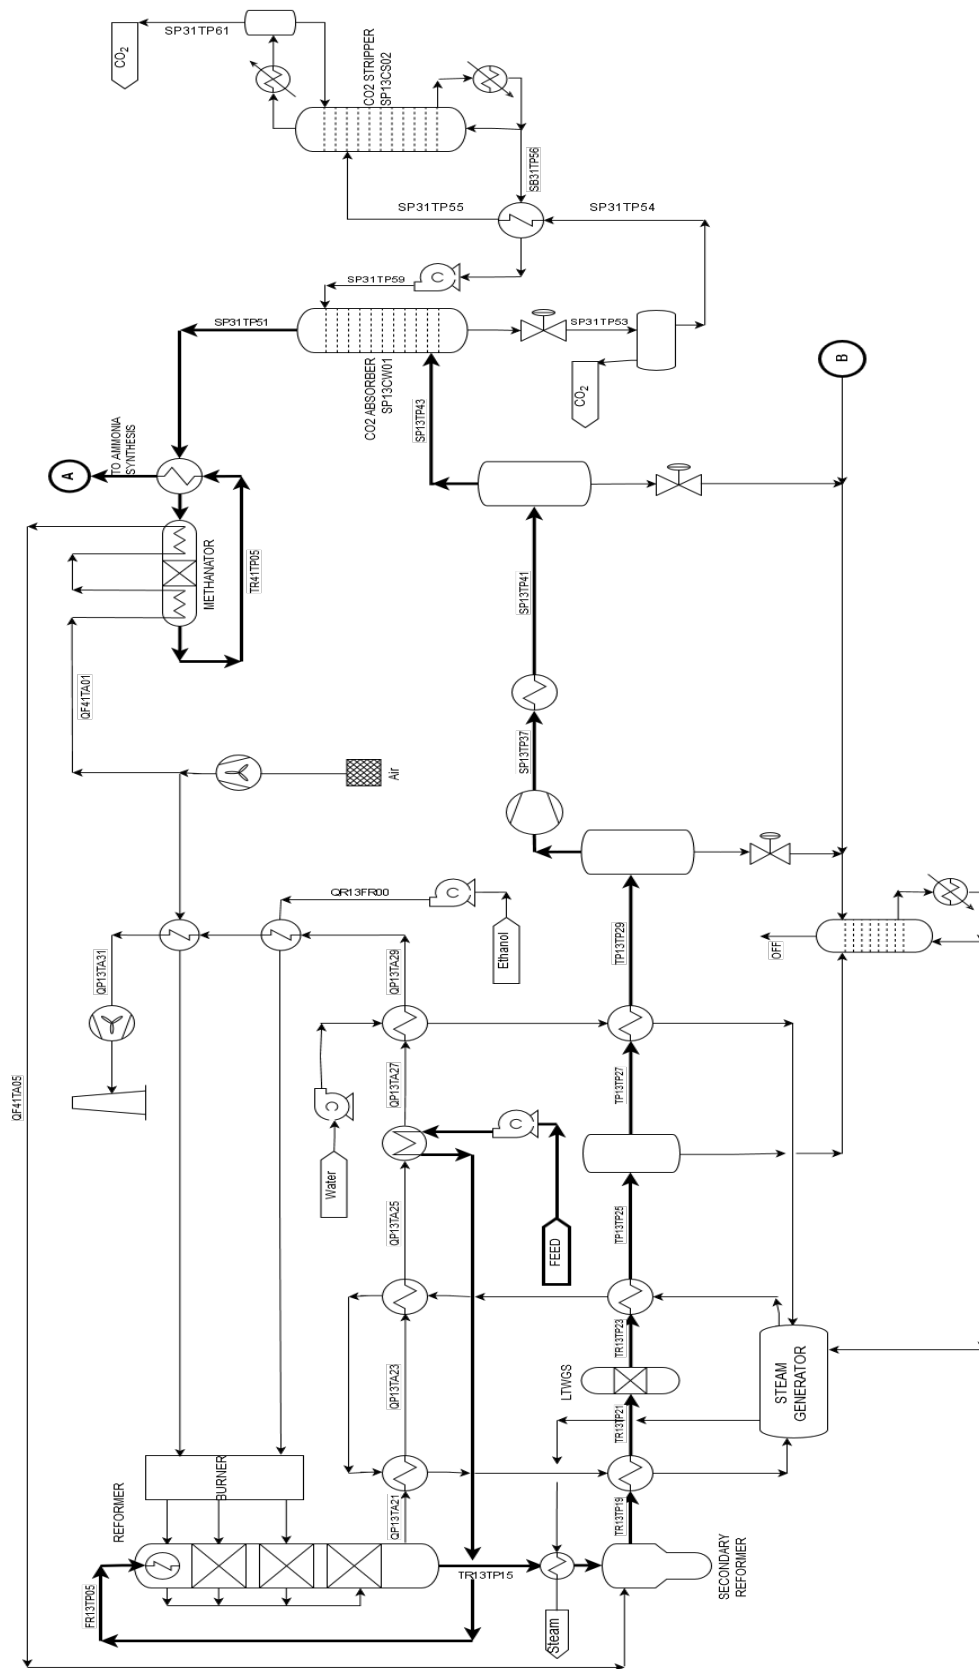 SP31TP61
CO2
CO2 STRIPPER
SP13CS02
SB31TP56
SP31TP55
SP31TP54
SP31TP59
C
SP31TP51
SP31TP53
CO2 ABSORBER
SP13CW01
CO2
SP13TP43
B
TO AMMONIA
SYNTHESIS
A
METHANATOR
TR41TP05
SP13TP41
QF41TA01
SP13TP37
Air
QR13FR00
C
Ethanol
QP13TA31
QP13TA29
TP13TP29
OFF
QF41TA05
QP13TA27
TP13TP27
C
Water
C
QP13TA25
FEED
TP13TP25
QP13TA23
TR13TP23
LTWGS
STEAM
GENERATOR
TR13TP21
BURNER
REFORMER
QP13TA21
TR13TP19
FR13TP05
TR13TP15
SECONDARY
REFORMER
Steam